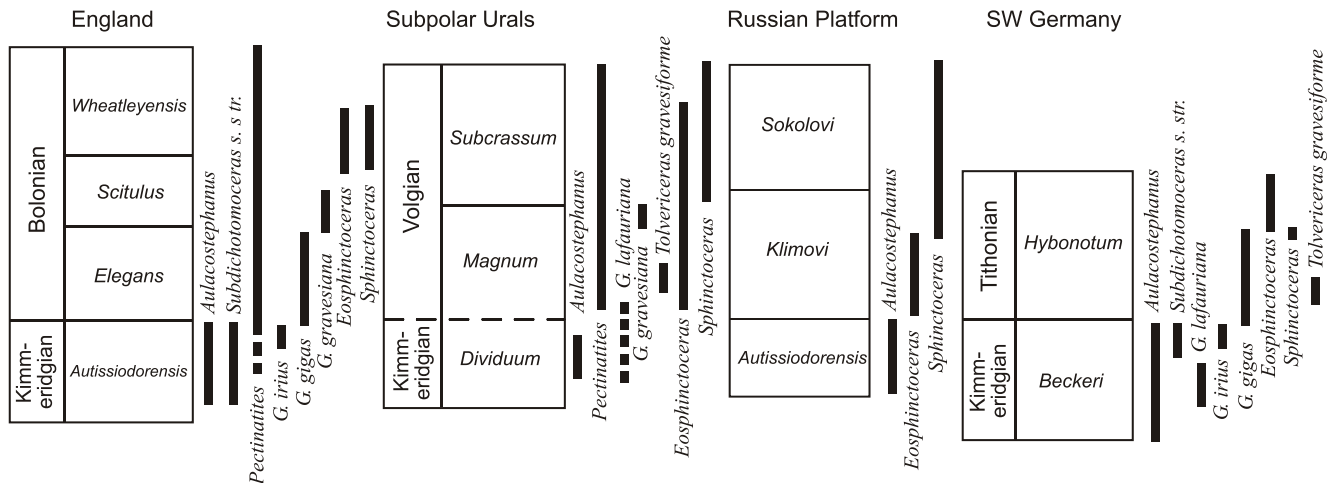 England
Bolonian
Kimm-
eridgian
Wheatleyensis
Scitulus
Elegans
Autissiodorensis
Aulacostephanus
Subdichotomoceras s. s tr.
Pectinatites
G. irius
G. gigas
G. gravesiana
Eosphinctoceras
Sphinctoceras
Subpolar Urals
Volgian
Kimm-
eridgian
Subcrassum
Magnum
Dividuum
Aulacostephanus
Pectinatites
G. lafauriana
G. gravesiana
Tolvericeras gravesiforme
Eosphinctoceras
Sphinctoceras
Russian Platform
Sokolovi
Klimovi
Autissiodorensis
Aulacostephanus
Eosphinctoceras
Sphinctoceras
SW Germany
Tithonian
Kimm-
eridgian
Hybonotum
Beckeri
Aulacostephanus
Subdichotomoceras s. str.
G. lafauriana
G. irius
G. gigas
Eosphinctoceras
Sphinctoceras
Tolvericeras gravesiforme